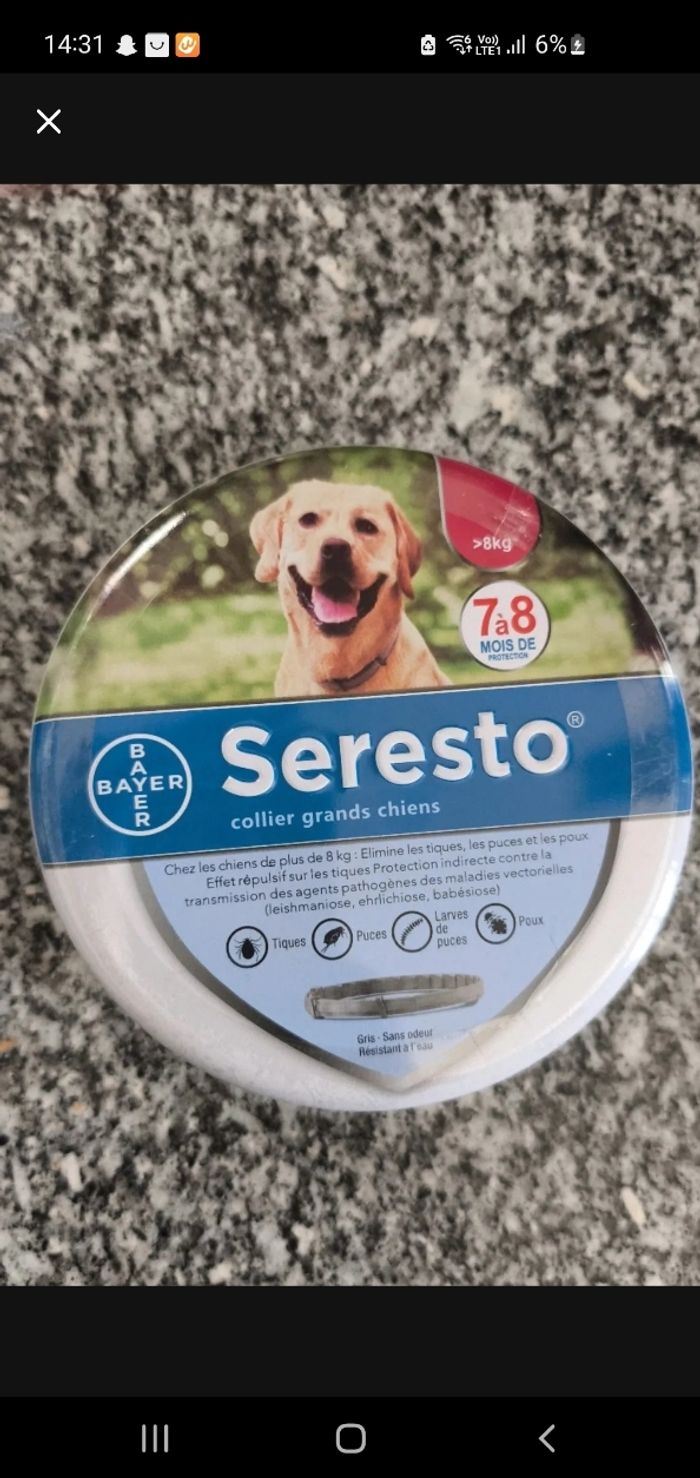 14:31
Vo))
LTE1
6%
>8kg
7à8
MOIS DE
PROTECTION
BAYER
BAYER
Seresto®
collier grands chiens
Chez les chiens de plus de 8 kg : Elimine les tiques, les puces et les poux
Effet répulsif sur les tiques Protection indirecte contre la
transmission des agents pathogènes des maladies vectorielles
(leishmaniose, ehrlichiose, babésiose)
Tiques
Puces
Larves
de
puces
Poux
Gris - Sans odeur
Résistant à l'eau